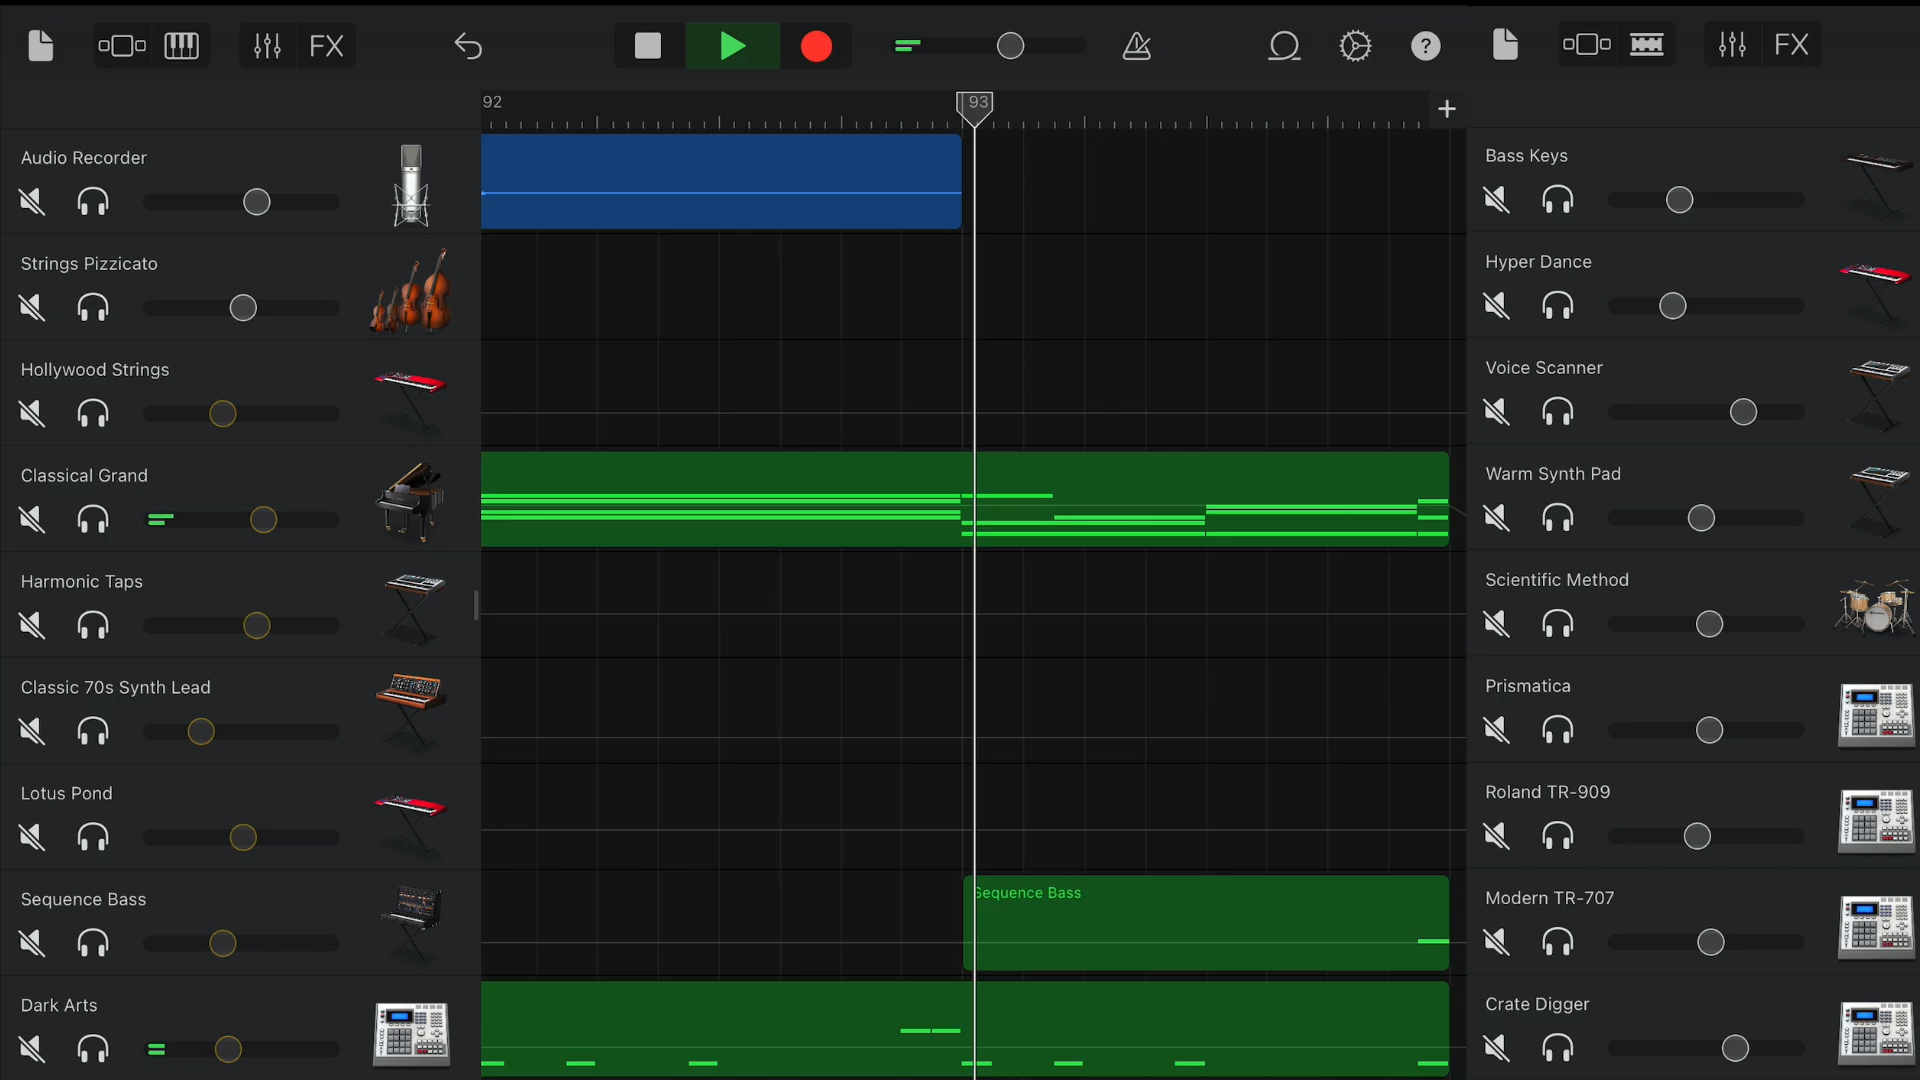 FX
?
FX
92
93
+
Audio Recorder
Strings Pizzicato
Hollywood Strings
Classical Grand
Harmonic Taps
Classic 70s Synth Lead
Lotus Pond
Sequence Bass
Dark Arts
Sequence Bass
Bass Keys
Hyper Dance
Voice Scanner
Warm Synth Pad
Scientific Method
Prismatica
Roland TR-909
Modern TR-707
Crate Digger